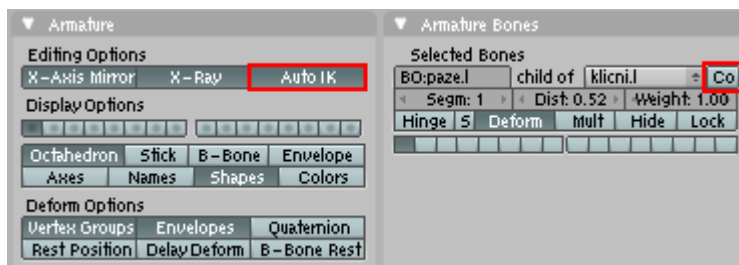 Armature
Editing Options
X-Axis Mirror X-Ray Auto IK
Display Options
Octahedron Stick B-Bone Envelope
Axes Names Shapes Colors
Deform Options
Vertex Groups Envelopes Quaternion
Rest Position Delay Deform B-Bone Rest
Armature Bones
Selected Bones
BO:paze.l child of klicni.l Co
Segm: 1 Dist: 0.52 Weight: 1.00
Hinge S Deform Mult Hide Lock